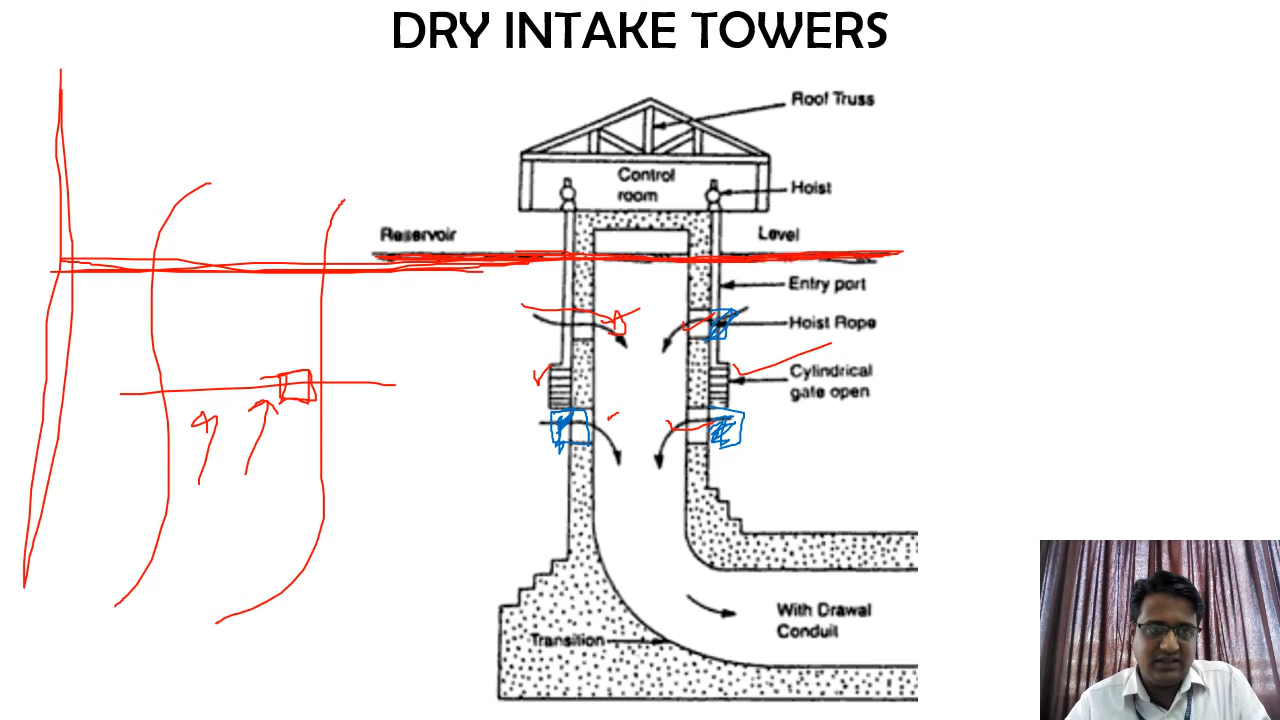 DRY INTAKE TOWERS
Roof Truss
Control
room
Hoist
Reservoir
Level
Entry port
Hoist Rope
Cylindrical
gate open
With Drawal
Conduit
Transition